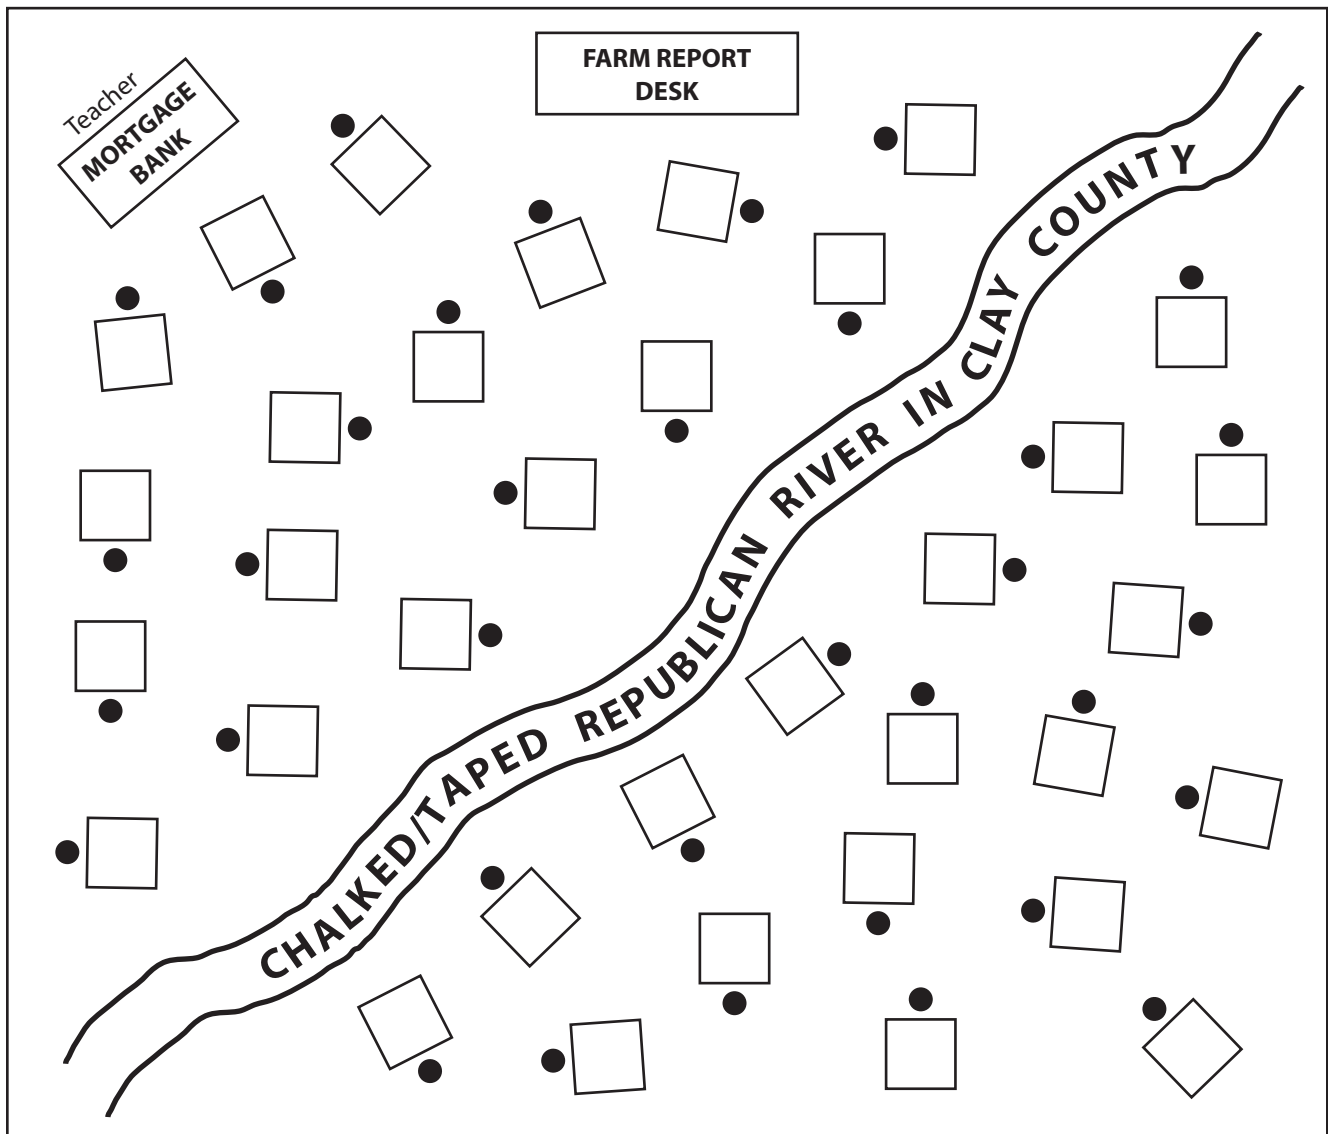 Teacher
MORTGAGE
BANK
FARM REPORT
DESK
CHALKED/TAPED REPUBLICAN RIVER IN CLAY COUNTY